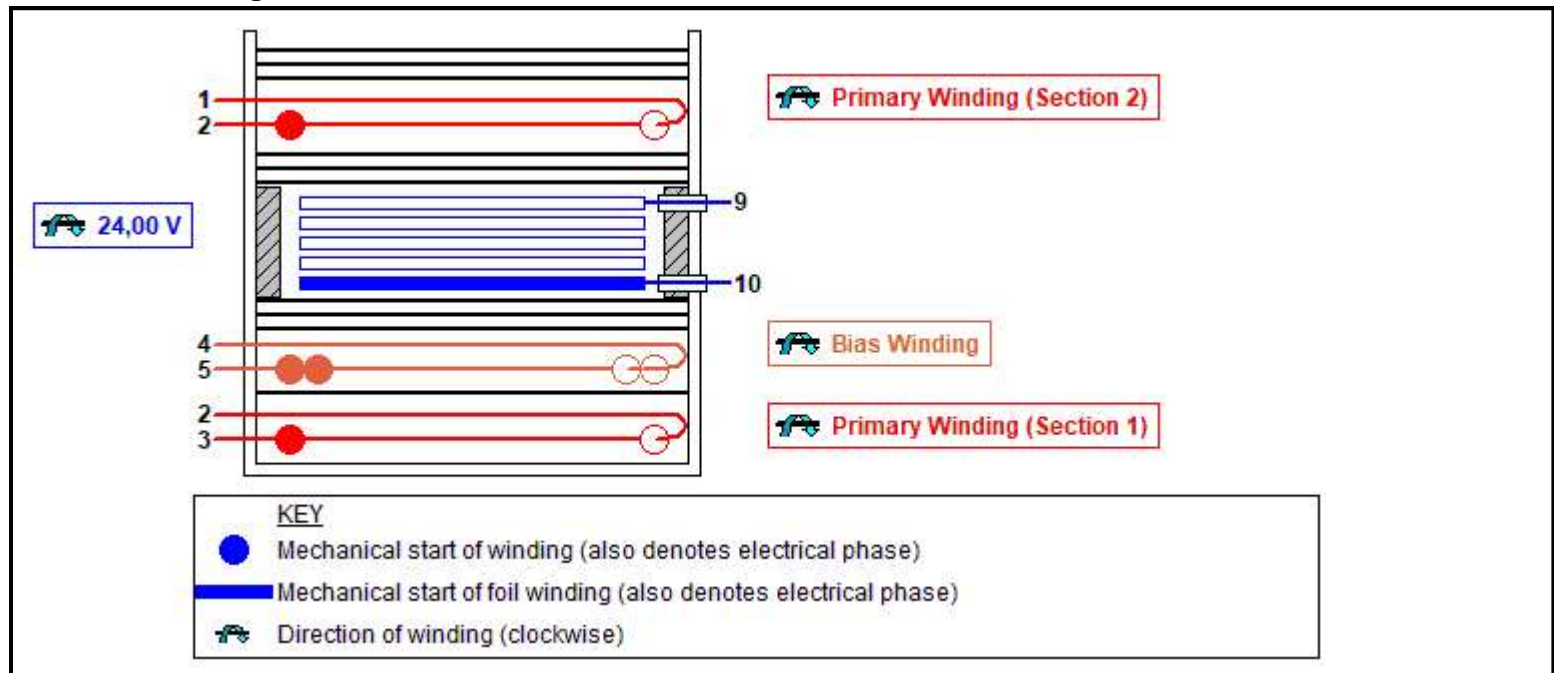 1
Primary Winding (Section 2)
2
9
24,00 V
10
4
Bias Winding
5
2
Primary Winding (Section 1)
3
KEY
Mechanical start of winding (also denotes electrical phase)
Mechanical start of foil winding (also denotes electrical phase)
Direction of winding (clockwise)